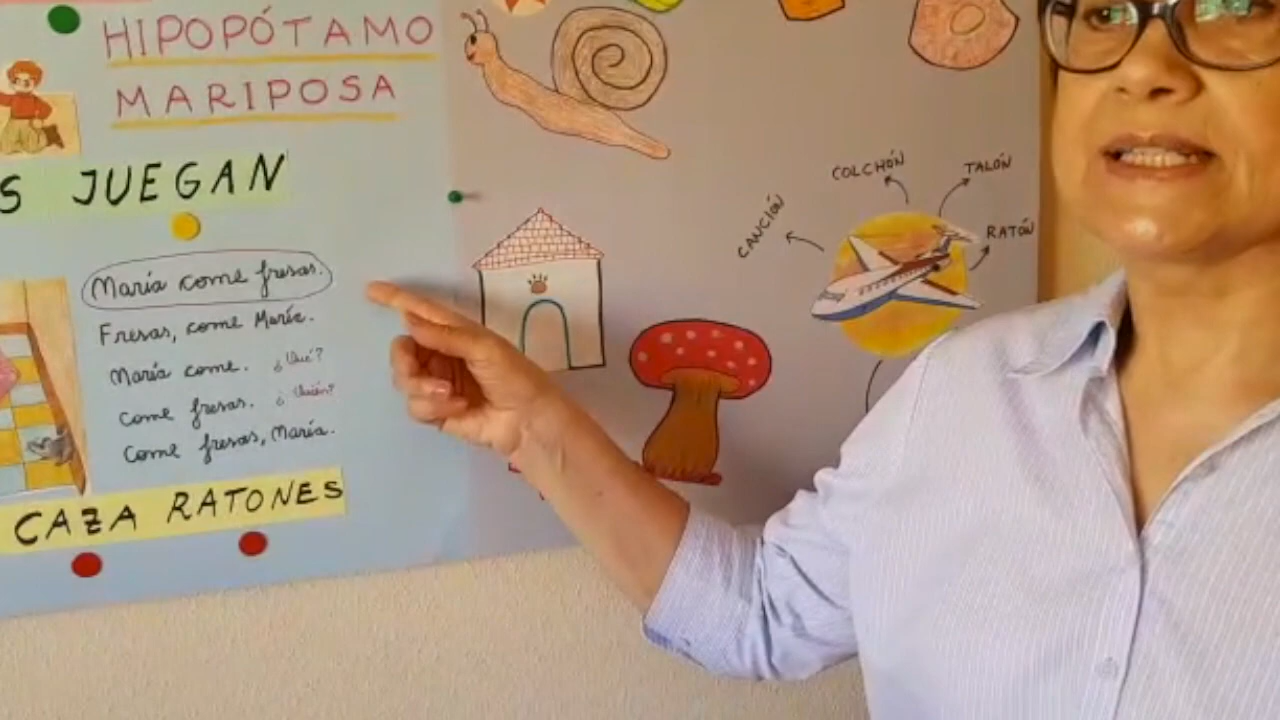 HIPOPÓTAMO
MARIPOSA
S JUEGAN
María come fresas.
Fresas, come María.
María come. ¿Qué?
Come fresas. ¿Quién?
Come fresas, María.
CAZA RATONES
CANCIÓN
COLCHÓN
TALÓN
RATÓN